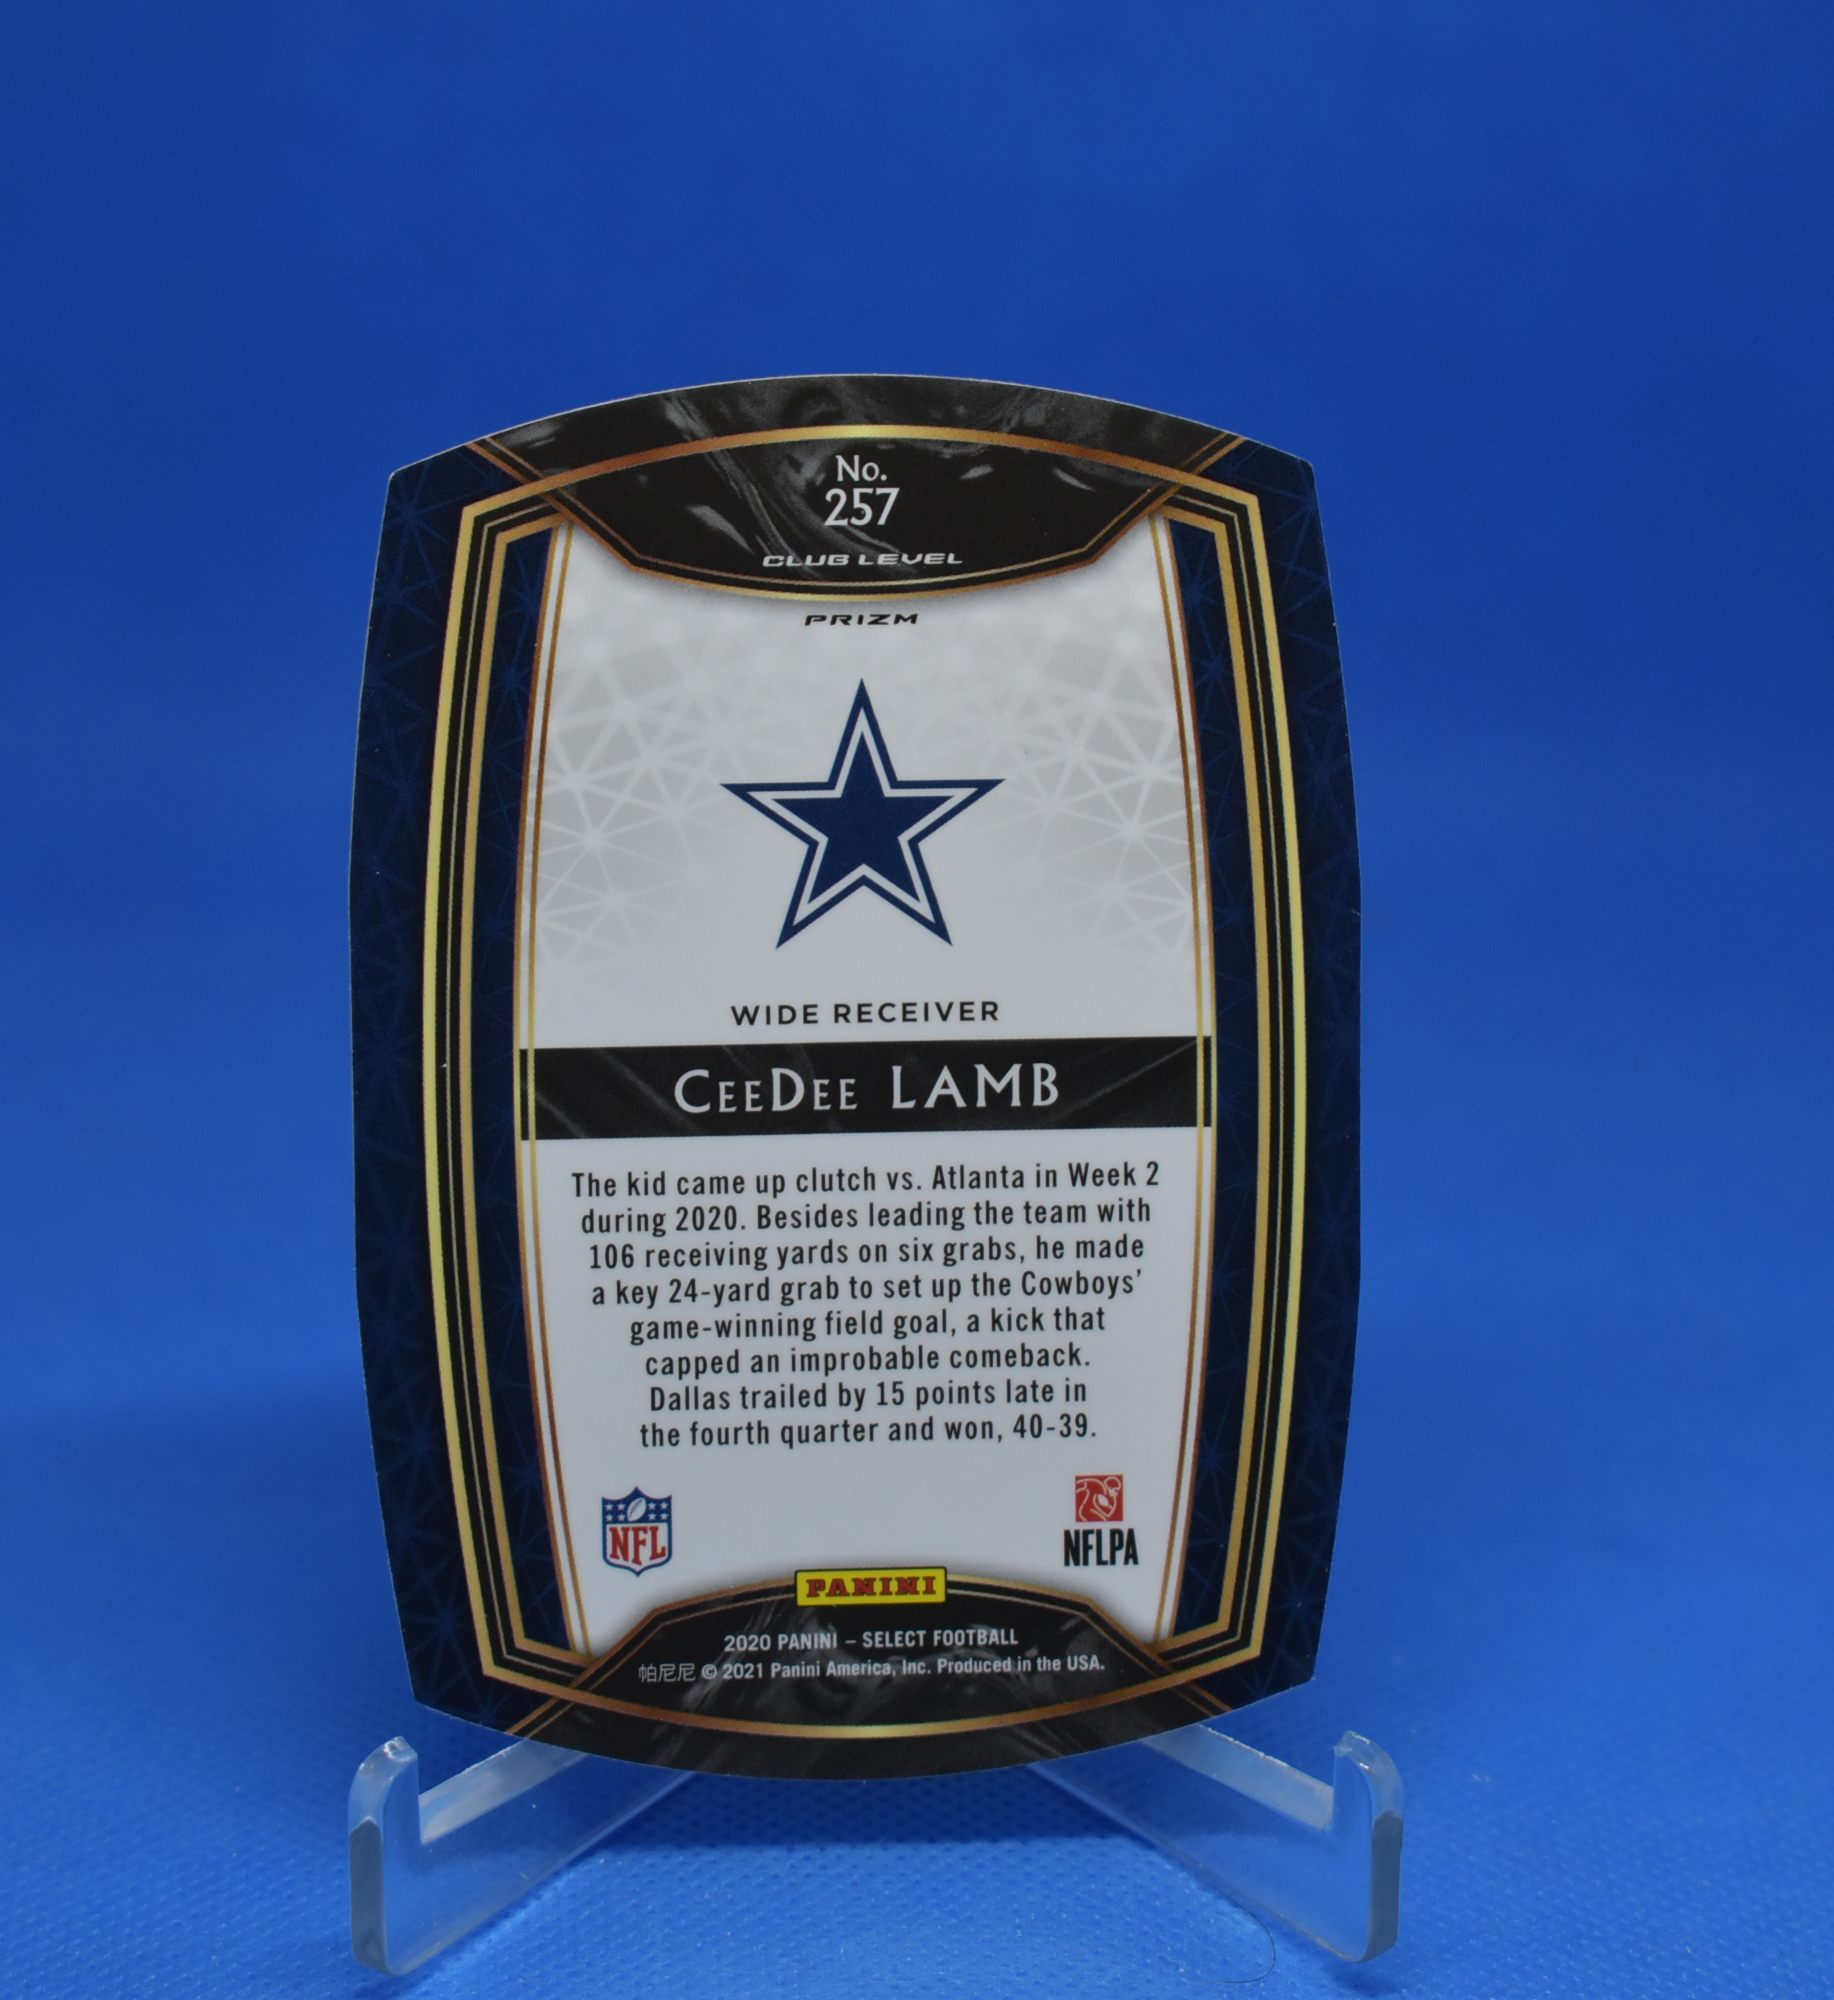 No.
257
CLUB LEVEL
PRIZM
WIDE RECEIVER
CEEDEE LAMB
The kid came up clutch vs. Atlanta in Week 2
during 2020. Besides leading the team with
106 receiving yards on six grabs, he made
a key 24-yard grab to set up the Cowboys’
game-winning field goal, a kick that
capped an improbable comeback.
Dallas trailed by 15 points late in
the fourth quarter and won, 40-39.
NFL
NFLPA
PANINI
2020 PANINI – SELECT FOOTBALL
帕尼尼 © 2021 Panini America, Inc. Produced in the USA.